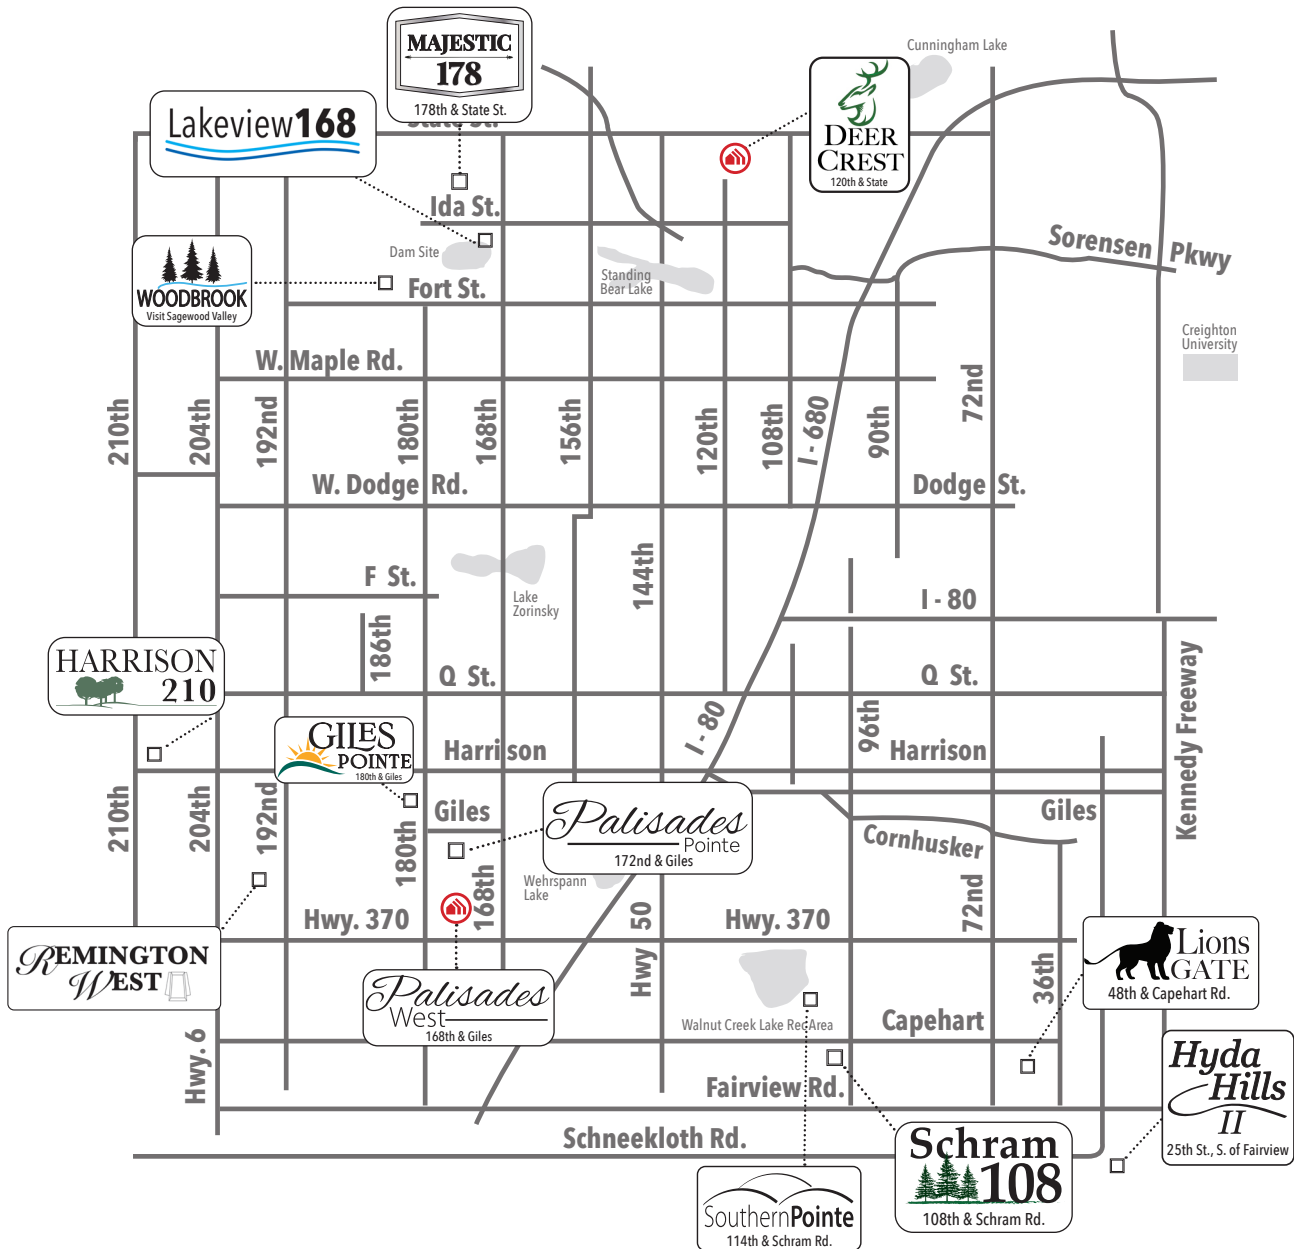 MAJESTIC
178
178th & State St.
State St.
Cunningham Lake
DEER
CREST
120th & State
Lakeview168
Ida St.
Dam Site
Sorensen Pkwy
WOODBROOK
Visit Sagewood Valley
Fort St.
Standing
Bear Lake
Creighton
University
W. Maple Rd.
210th
204th
192nd
180th
168th
156th
120th
108th
I - 680
90th
72nd
W. Dodge Rd.
Dodge St.
F St.
Lake
Zorinsky
144th
I - 80
186th
HARRISON
210
Q St.
Q St.
Kennedy Freeway
GILES
POINTE
180th & Giles
Harrison
I - 80
96th
Harrison
210th
204th
192nd
180th
Giles
Palisades
Pointe
172nd & Giles
Giles
Cornhusker
168th
Wehrspann
Lake
Hwy. 370
Hwy 50
Hwy. 370
72nd
REMINGTON
WEST
Palisades
West
168th & Giles
36th
Lions
GATE
48th & Capehart Rd.
Walnut Creek Lake Rec Area
Capehart
Hwy. 6
Fairview Rd.
Hyda
Hills
II
25th St., S. of Fairview
Schneekloth Rd.
Schram
108
108th & Schram Rd.
SouthernPointe
114th & Schram Rd.